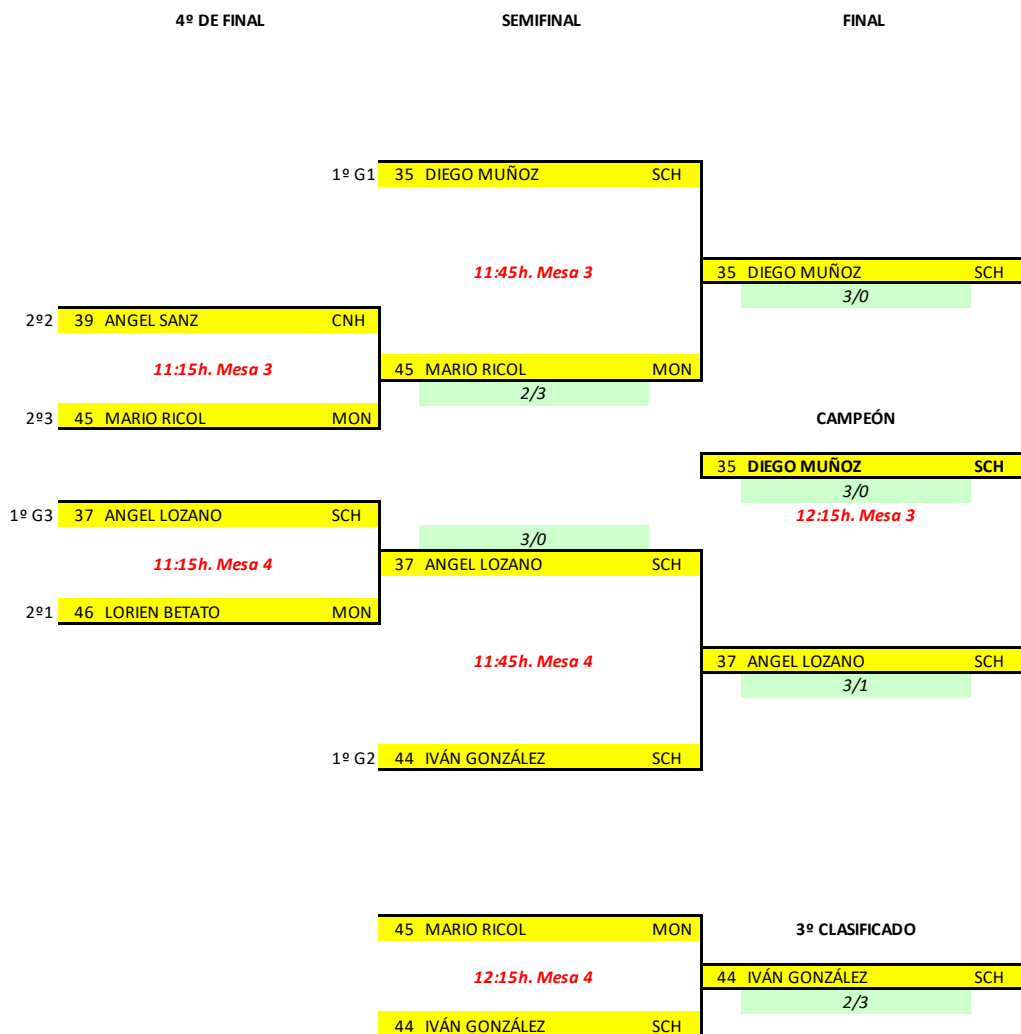 4º DE FINAL SEMIFINAL FINAL
1º G1 35 DIEGO MUÑOZ SCH
11:45h. Mesa 3 35 DIEGO MUÑOZ SCH
3/0
2º2 39 ANGEL SANZ CNH
11:15h. Mesa 3 45 MARIO RICOL MON
2/3
2º3 45 MARIO RICOL MON CAMPEÓN
35 DIEGO MUÑOZ SCH
3/0
1º G3 37 ANGEL LOZANO SCH 12:15h. Mesa 3
3/0
11:15h. Mesa 4 37 ANGEL LOZANO SCH
2º1 46 LORIEN BETATO MON
11:45h. Mesa 4 37 ANGEL LOZANO SCH
3/1
1º G2 44 IVÁN GONZÁLEZ SCH
45 MARIO RICOL MON 3º CLASIFICADO
12:15h. Mesa 4 44 IVÁN GONZÁLEZ SCH
2/3
44 IVÁN GONZÁLEZ SCH